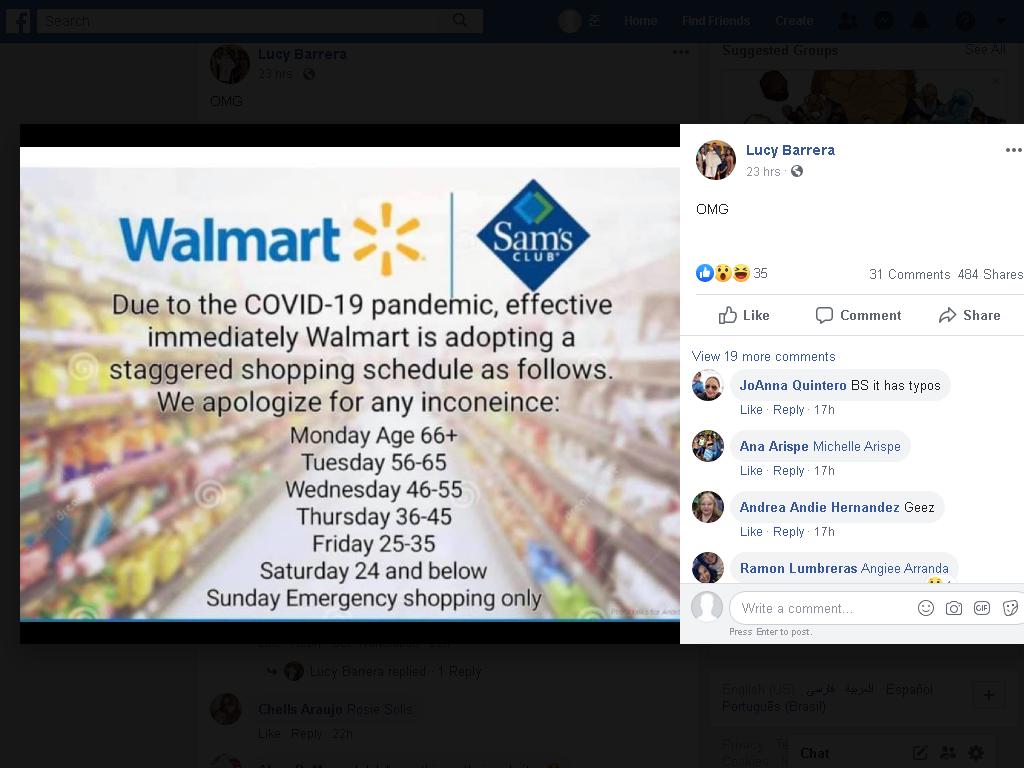 Search
준
Home
Find Friends
Create
Lucy Barrera
23 hrs ·
OMG
Suggested Groups
See All
Walmart
Sam's
CLUB
Due to the COVID-19 pandemic, effective
immediately Walmart is adopting a
staggered shopping schedule as follows.
We apologize for any inconeince:
Monday Age 66+
Tuesday 56-65
Wednesday 46-55
Thursday 36-45
Friday 25-35
Saturday 24 and below
Sunday Emergency shopping only
Lucy Barrera
23 hrs ·
OMG
35
31 Comments 484 Shares
Like Comment Share
View 19 more comments
JoAnna Quintero BS it has typos
Like · Reply · 17h
Ana Arispe Michelle Arispe
Like · Reply · 17h
Andrea Andie Hernandez Geez
Like · Reply · 17h
Ramon Lumbreras Angiee Arranda
Write a comment...
GIF
Press Enter to post.
Lucy Barrera replied · 1 Reply
Chells Araujo Rosie Solis
Like · Reply · 22h
English (US) · العربية · فارسی · Español
Português (Brasil)
Privacy
Cookies
Chat